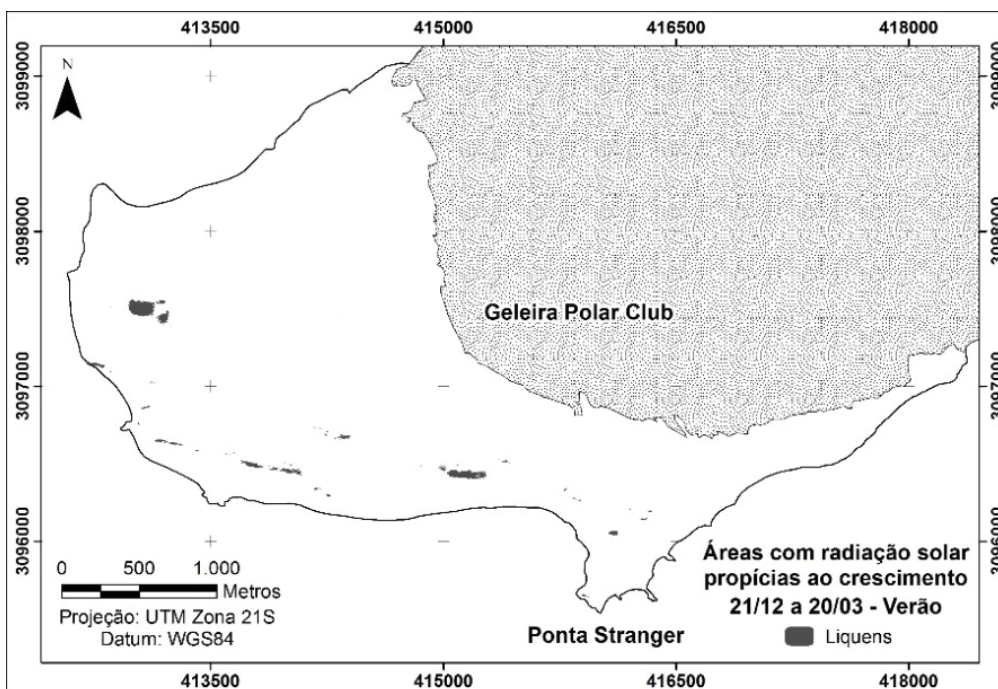 413500 415000 416500 418000
3099000 3099000
N
3098000 3098000
Geleira Polar Club
3097000 3097000
3096000 3096000
0 500 1.000
Metros
Projeção: UTM Zona 21S
Datum: WGS84
Ponta Stranger
Áreas com radiação solar
propícias ao crescimento
21/12 a 20/03 - Verão
Liquens
413500 415000 416500 418000